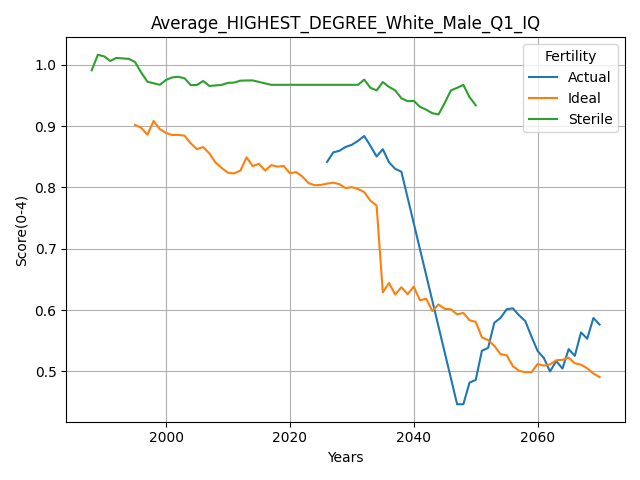 Average_HIGHEST_DEGREE_White_Male_Q1_IQ
Fertility
Actual
Ideal
Sterile
Score(0-4)
1.0
0.9
0.8
0.7
0.6
0.5
2000
2020
2040
2060
Years